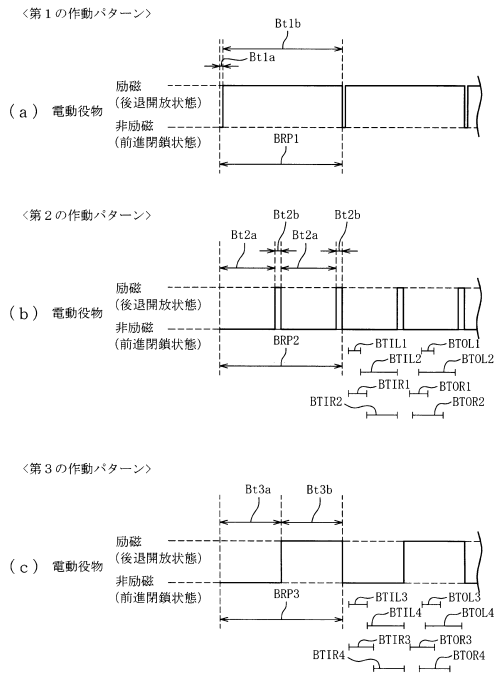 ＜第１の作動パターン＞
Bt1b
Bt1a
励磁
(後退開放状態)
(a) 電動役物
非励磁
(前進閉鎖状態)
BRP1
＜第２の作動パターン＞
Bt2b Bt2b
Bt2a Bt2a
励磁
(後退開放状態)
(b) 電動役物
非励磁
(前進閉鎖状態)
BRP2
BTIL1 BTOL1
BTIL2 BTOL2
BTIR1 BTOR1
BTIR2 BTOR2
＜第３の作動パターン＞
Bt3a Bt3b
励磁
(後退開放状態)
(c) 電動役物
非励磁
(前進閉鎖状態)
BRP3
BTIL3 BTOL3
BTIL4 BTOL4
BTIR3 BTOR3
BTIR4 BTOR4